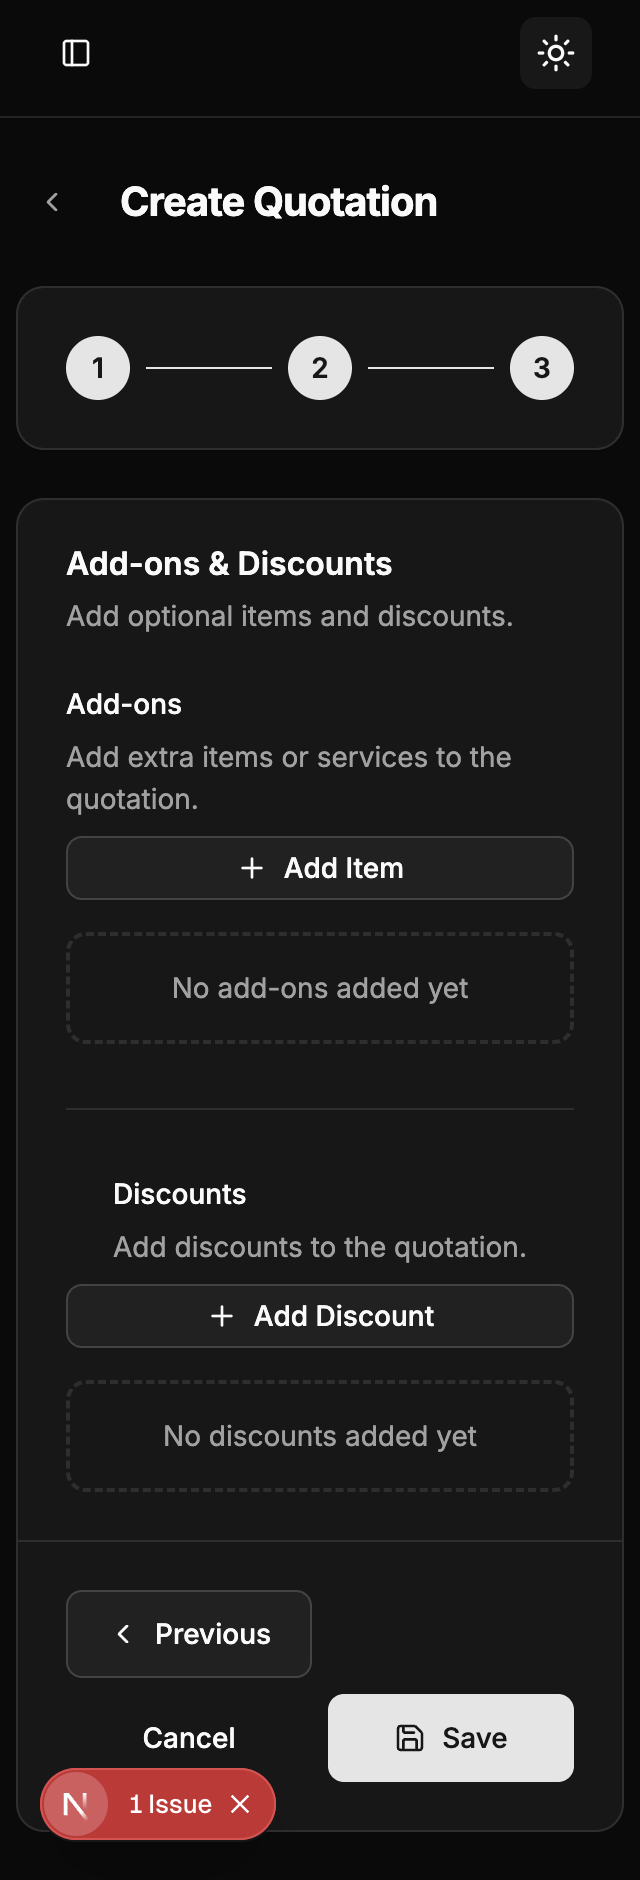 Create Quotation
1
2
3
Add-ons & Discounts
Add optional items and discounts.
Add-ons
Add extra items or services to the
quotation.
Add Item
No add-ons added yet
Discounts
Add discounts to the quotation.
Add Discount
No discounts added yet
Previous
Cancel
Save
N 1 Issue